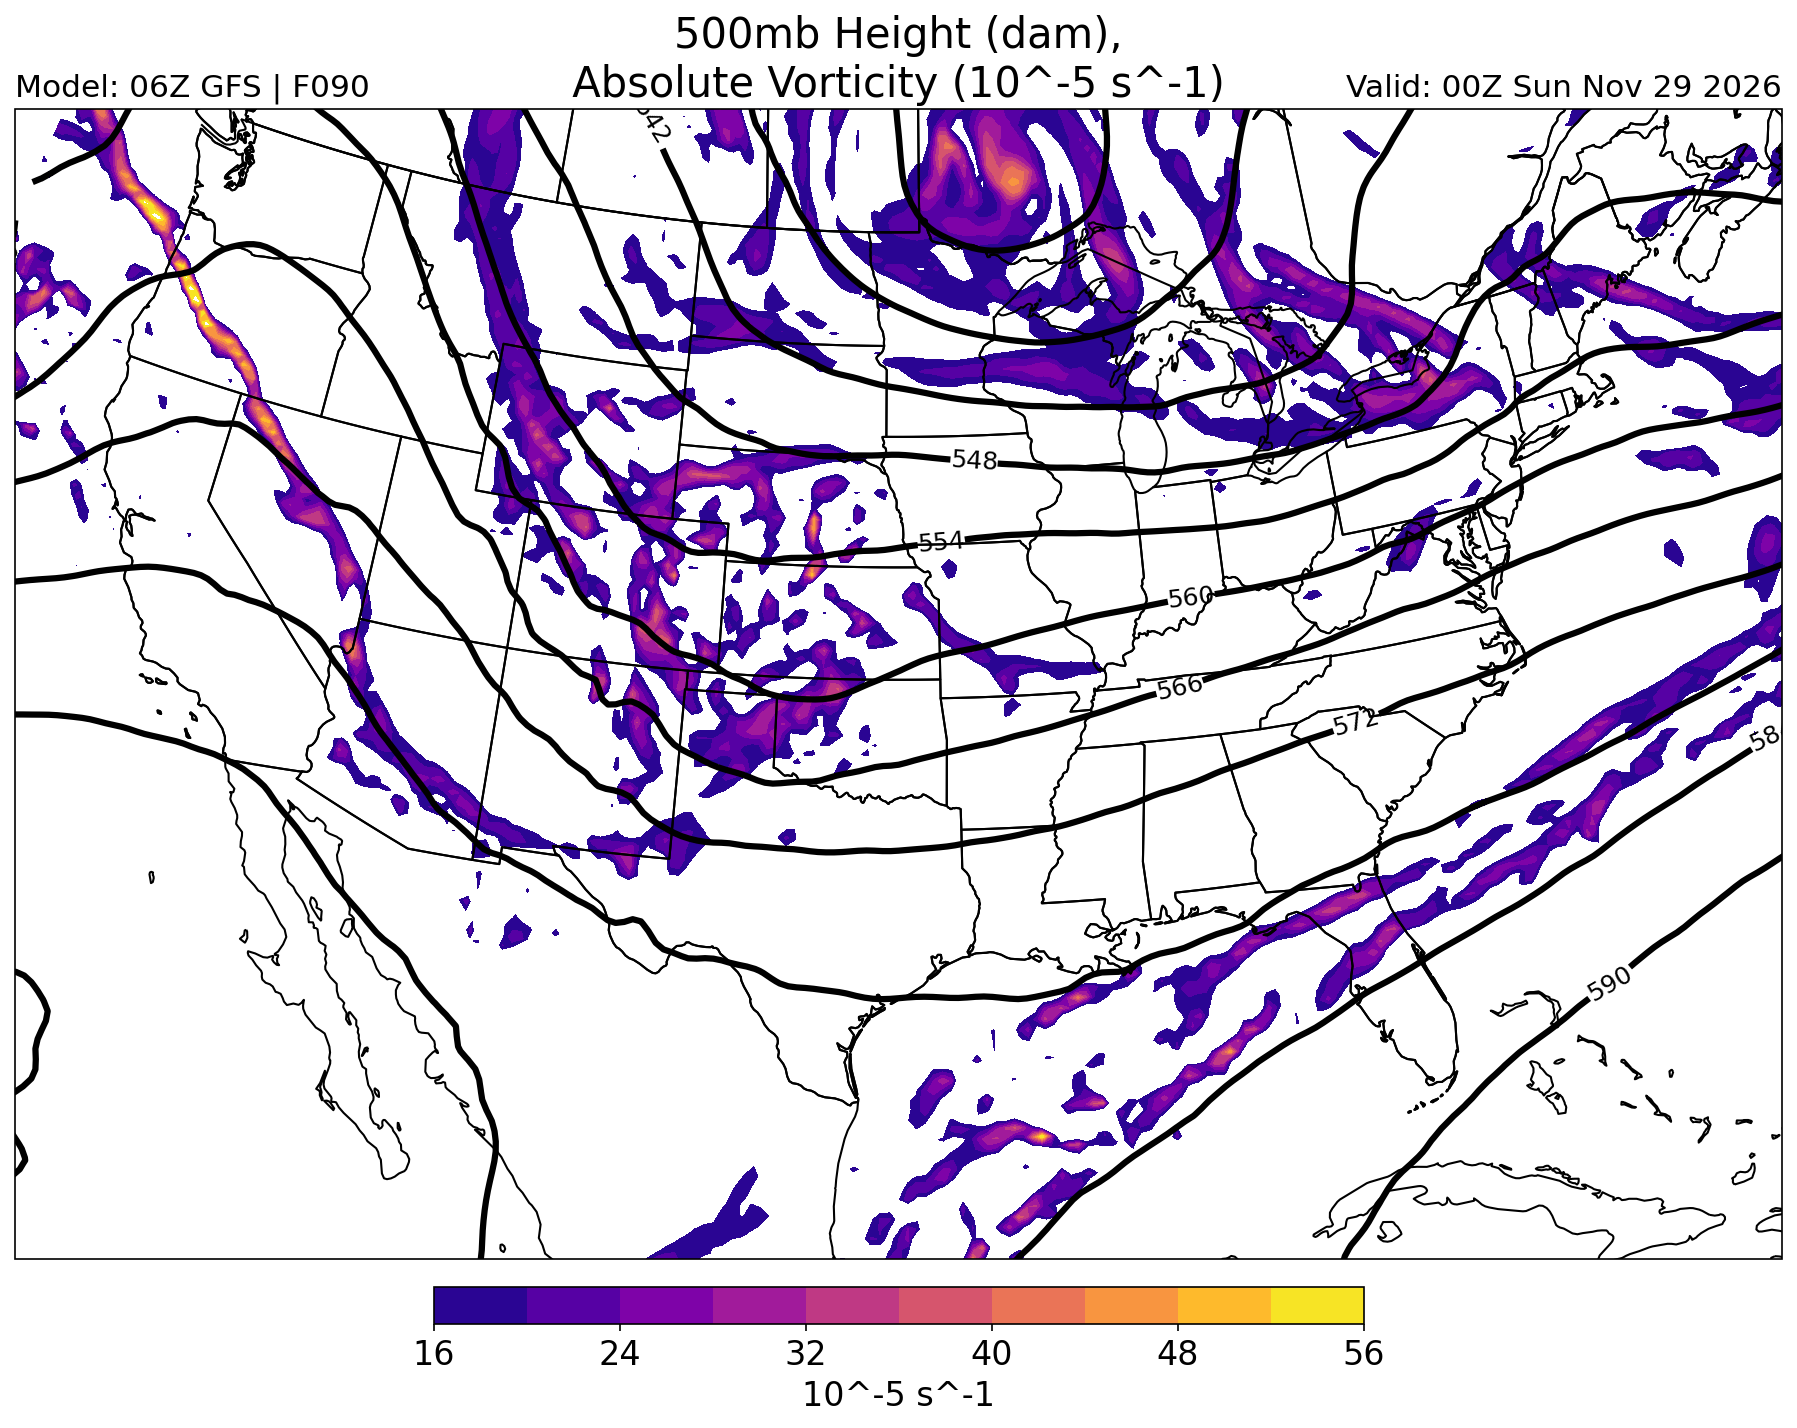 500mb Height (dam),
Model: 06Z GFS | F090
Absolute Vorticity (10^-5 s^-1)
Valid: 00Z Sun Nov 29 2026
542
548
554
560
566
572
58
590
16 24 32 40 48 56
10^-5 s^-1